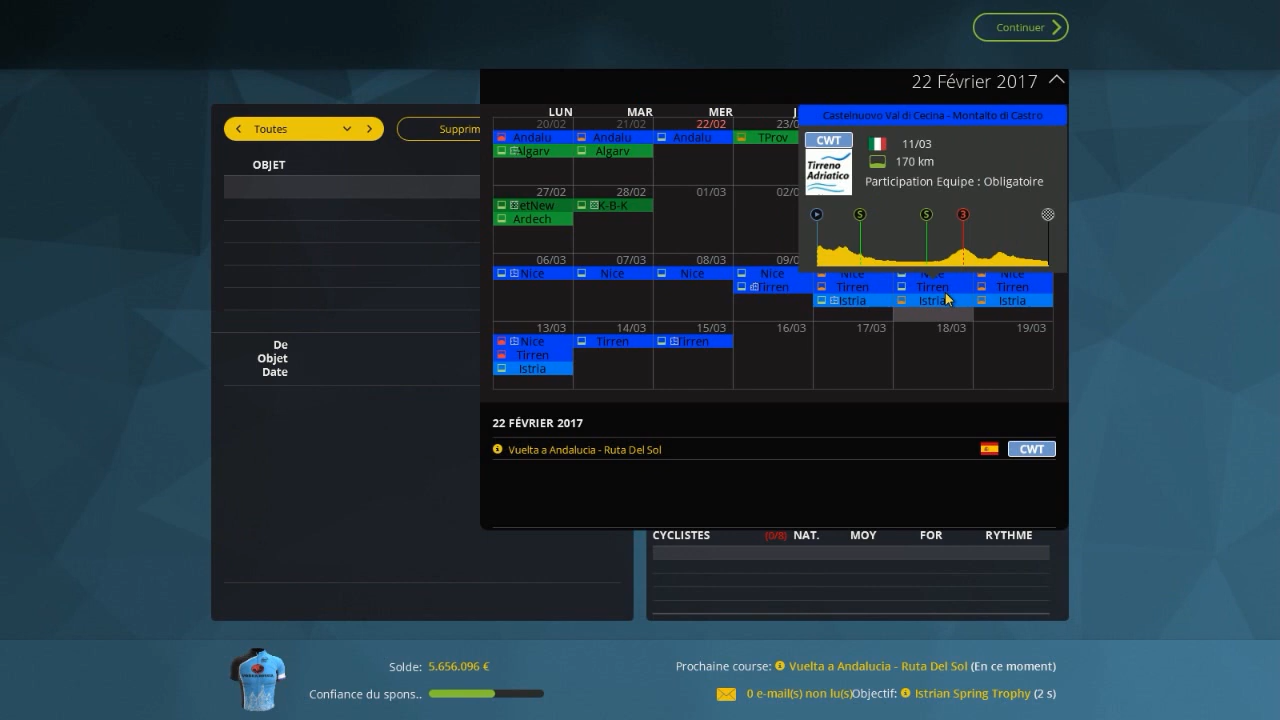 Continuer
22 Février 2017
Toutes
Supprim
OBJET
De
Objet
Date
LUN MAR MER J
20/02 21/02 22/02 23/0
Andalu Andalu Andalu TProv
Algarv Algarv
27/02 28/02 01/03 02/0
etNew K-B-K
Ardech
06/03 07/03 08/03 09/0
Nice Nice Nice Nice Nice Nice Nice
Tirren Tirren Tirren Tirren
Istria Istria Istria
13/03 14/03 15/03 16/03 17/03 18/03 19/03
Nice Tirren Tirren
Tirren
Istria
Castelnuovo Val di Cecina - Montalto di Castro
CWT
11/03
Tirreno
Adriatico
170 km
Participation Equipe : Obligatoire
S S 3
22 FÉVRIER 2017
Vuelta a Andalucia - Ruta Del Sol CWT
CYCLISTES (0/8) NAT. MOY FOR RYTHME
Solde: 5.656.096 €
Confiance du spons..
Prochaine course: Vuelta a Andalucia - Ruta Del Sol (En ce moment)
0 e-mail(s) non lu(s)Objectif: Istrian Spring Trophy (2 s)